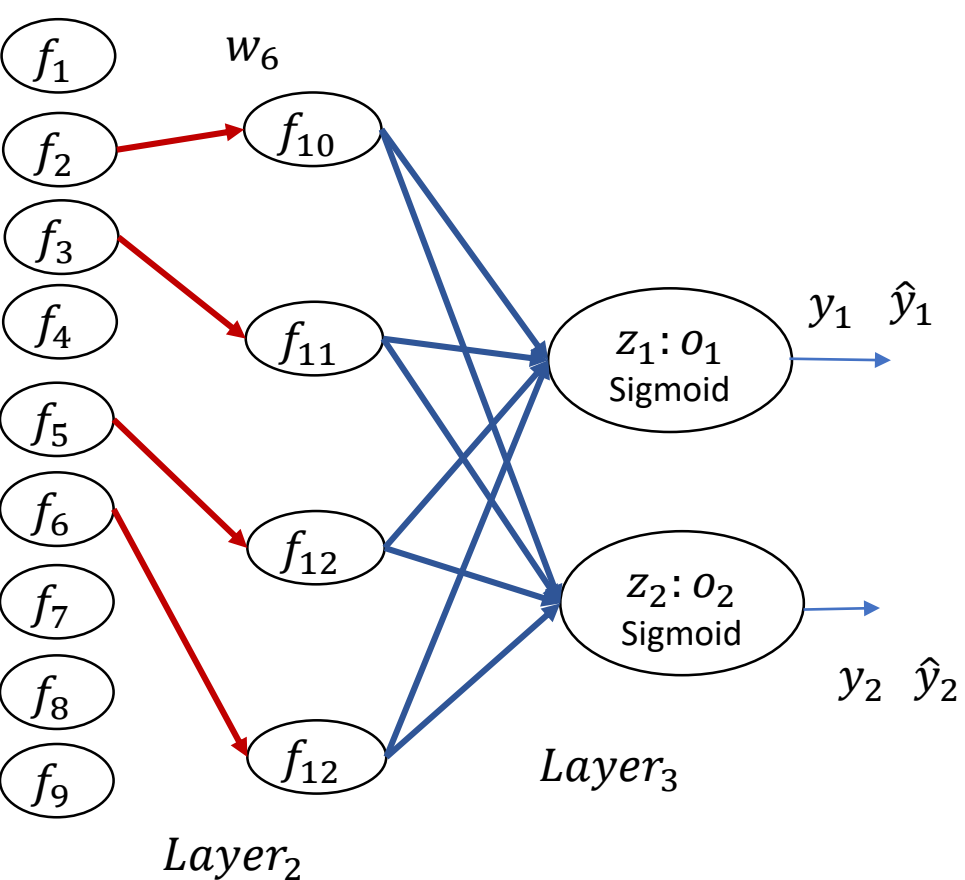 f₁
f₂
f₃
f₄
f₅
f₆
f₇
f₈
f₉
w₆
f₁₀
f₁₁
f₁₂
f₁₂
Layer₂
z₁: o₁
Sigmoid
z₂: o₂
Sigmoid
Layer₃
y₁ ŷ₁
y₂ ŷ₂